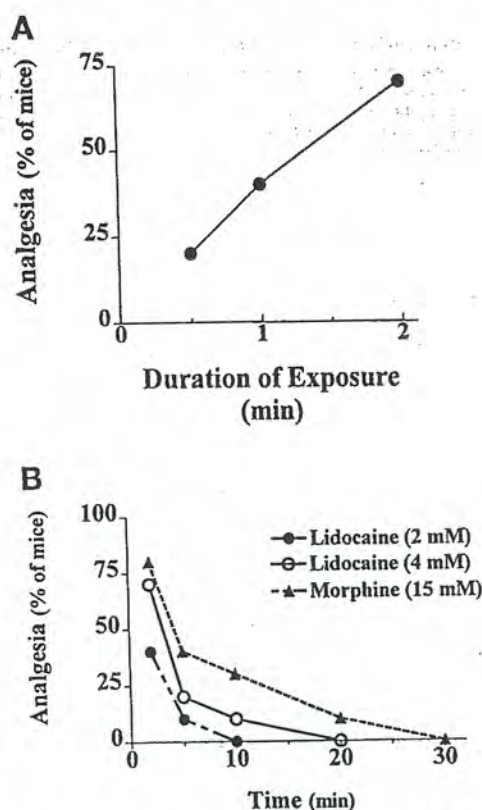 A
Analgesia (% of mice)
75
50
25
0
0 1 2
Duration of Exposure
(min)
B
Analgesia (% of mice)
100
75
50
25
0
Lidocaine (2 mM)
Lidocaine (4 mM)
Morphine (15 mM)
0 10 20 30
Time (min)